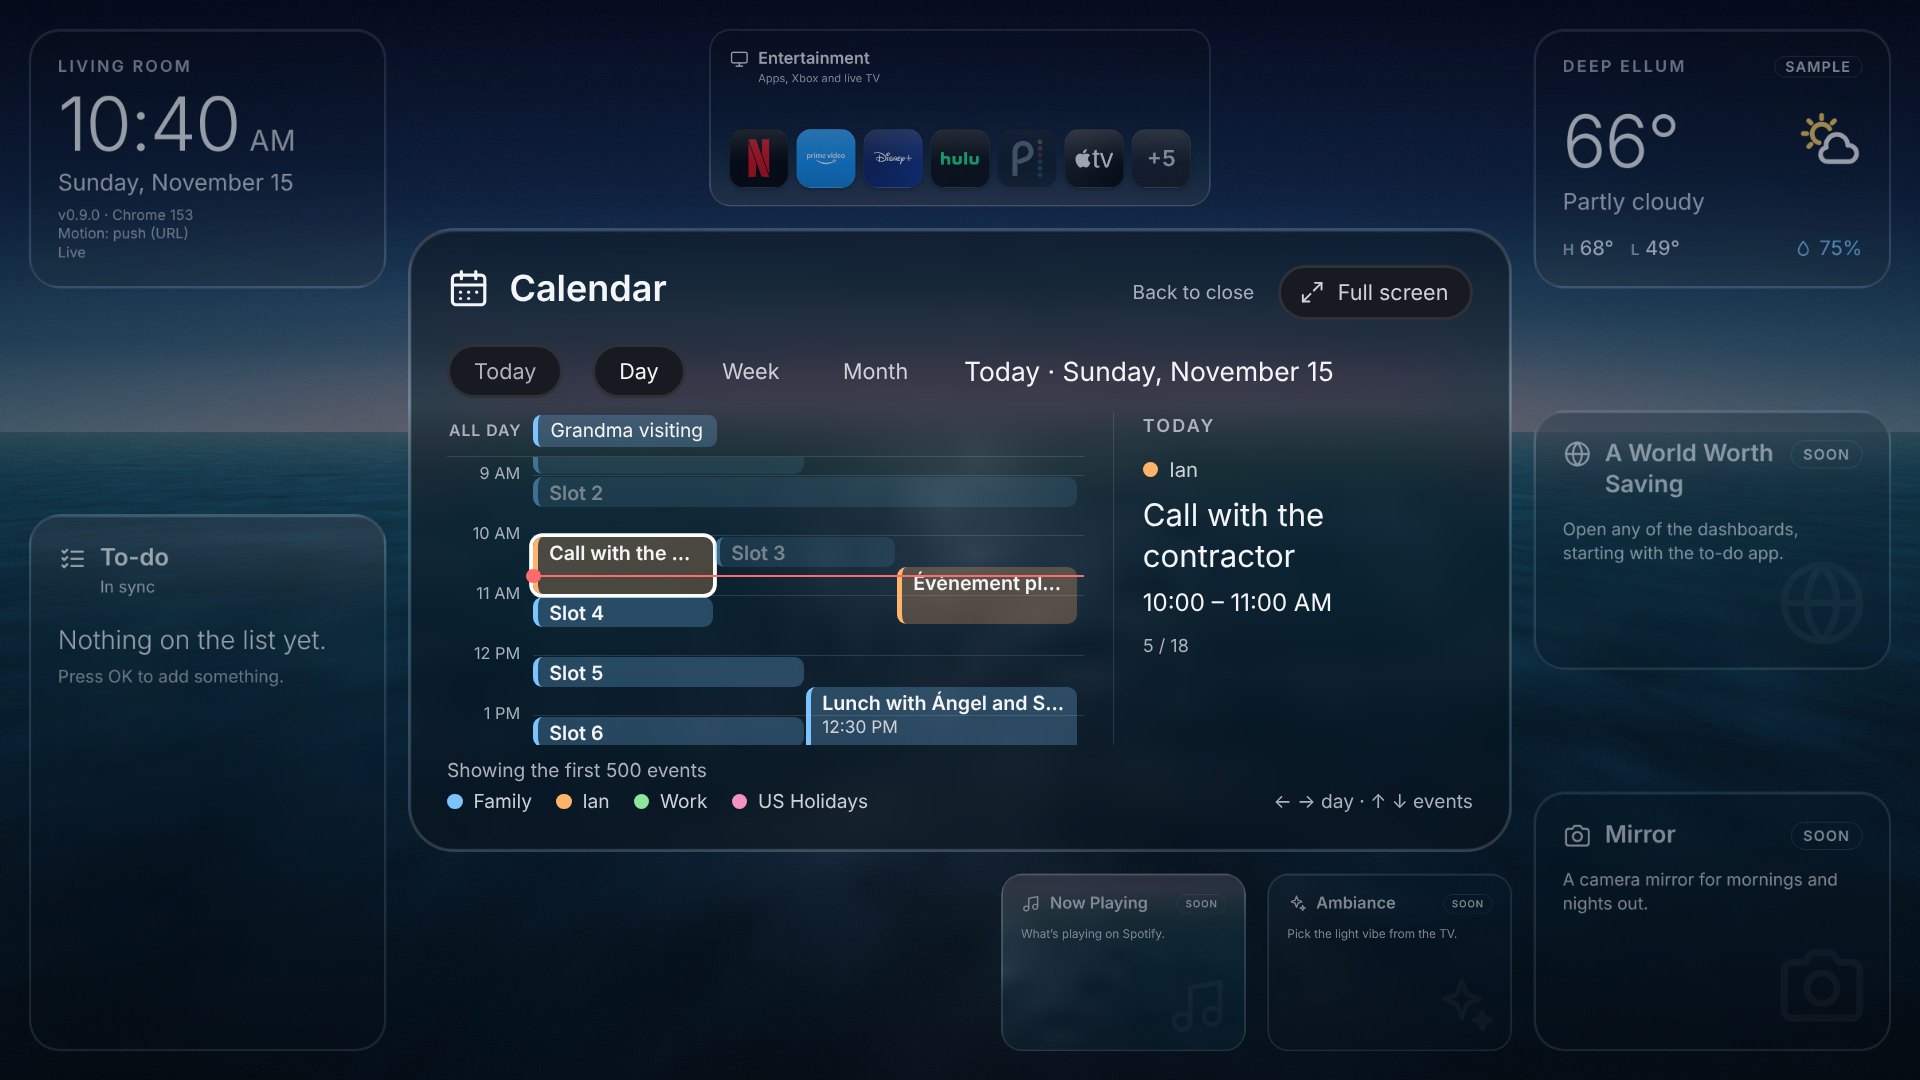 LIVING ROOM
10:40 AM
Sunday, November 15
v0.9.0 · Chrome 153
Motion: push (URL)
Live
Entertainment
Apps, Xbox and live TV
N
prime video
Disney+
hulu
P
tv
+5
DEEP ELLUM
SAMPLE
66°
Partly cloudy
H 68° L 49°
75%
Calendar
Back to close
Full screen
Today
Day
Week
Month
Today · Sunday, November 15
ALL DAY
Grandma visiting
9 AM
Slot 2
10 AM
Call with the ...
Slot 3
Événement pl...
11 AM
Slot 4
12 PM
Slot 5
Lunch with Ángel and S...
12:30 PM
1 PM
Slot 6
TODAY
Ian
Call with the
contractor
10:00 – 11:00 AM
5 / 18
Showing the first 500 events
Family
Ian
Work
US Holidays
← → day · ↑ ↓ events
To-do
In sync
Nothing on the list yet.
Press OK to add something.
A World Worth
Saving
SOON
Open any of the dashboards,
starting with the to-do app.
Mirror
SOON
A camera mirror for mornings and
nights out.
Now Playing
SOON
What's playing on Spotify.
Ambiance
SOON
Pick the light vibe from the TV.